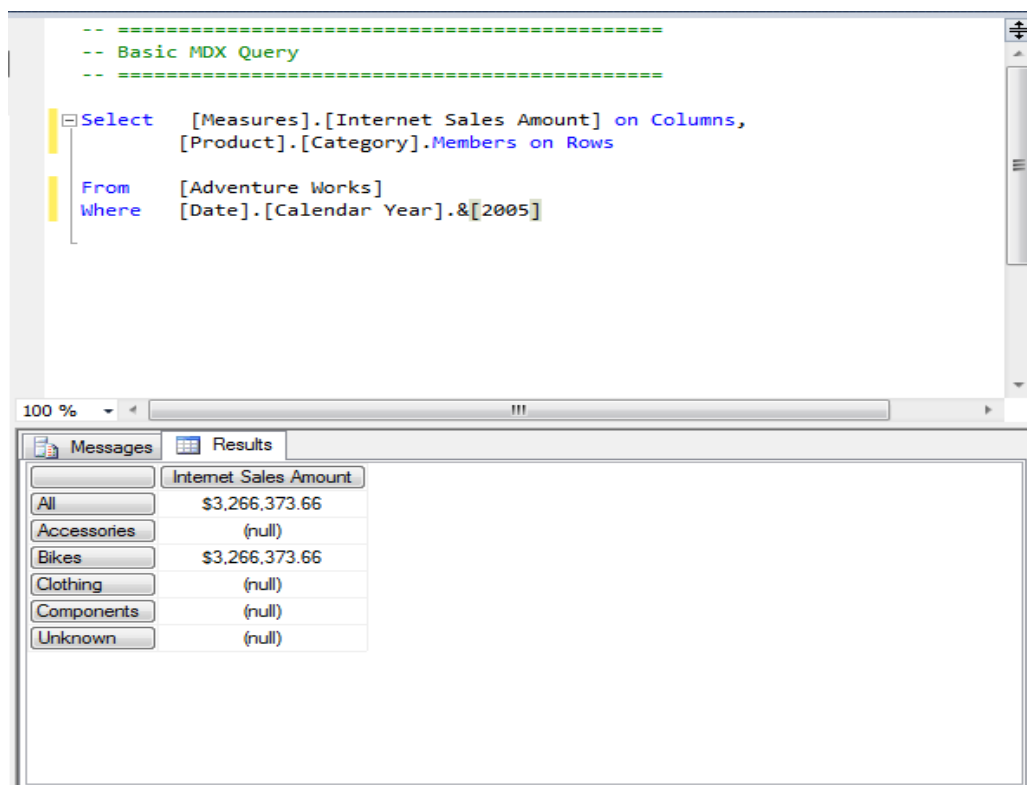 -- =============================================
-- Basic MDX Query
-- =============================================
Select [Measures].[Internet Sales Amount] on Columns,
[Product].[Category].Members on Rows
From [Adventure Works]
Where [Date].[Calendar Year].&[2005]
100 %
Messages Results
Internet Sales Amount
All $3,266,373.66
Accessories (null)
Bikes $3,266,373.66
Clothing (null)
Components (null)
Unknown (null)